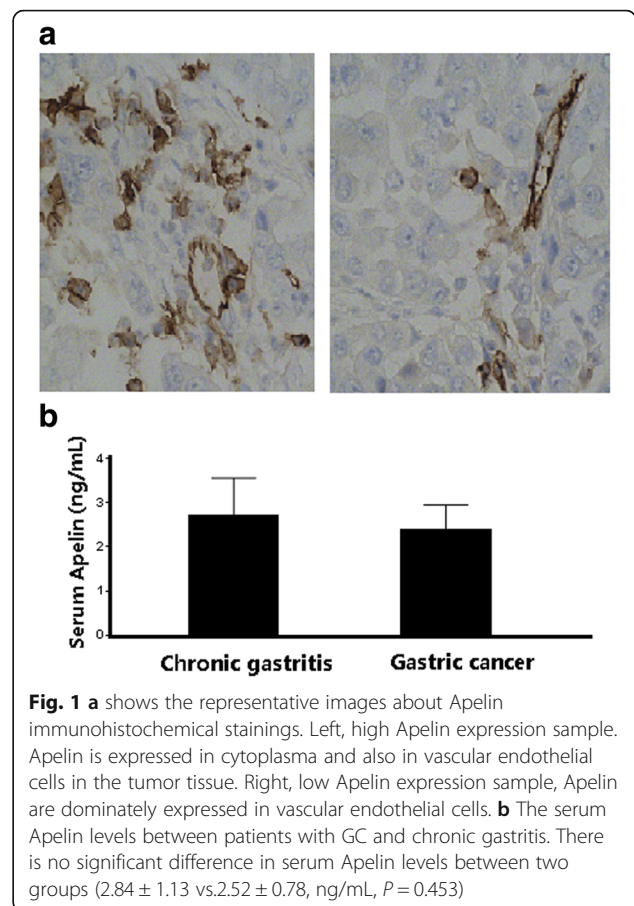 a
b
Serum Apelin (ng/mL)
4
3
2
1
0
Chronic gastritis
Gastric cancer
Fig. 1 a shows the representative images about Apelin
immunohistochemical stainings. Left, high Apelin expression sample.
Apelin is expressed in cytoplasma and also in vascular endothelial
cells in the tumor tissue. Right, low Apelin expression sample, Apelin
are dominately expressed in vascular endothelial cells. b The serum
Apelin levels between patients with GC and chronic gastritis. There
is no significant difference in serum Apelin levels between two
groups (2.84 ± 1.13 vs.2.52 ± 0.78, ng/mL, P = 0.453)